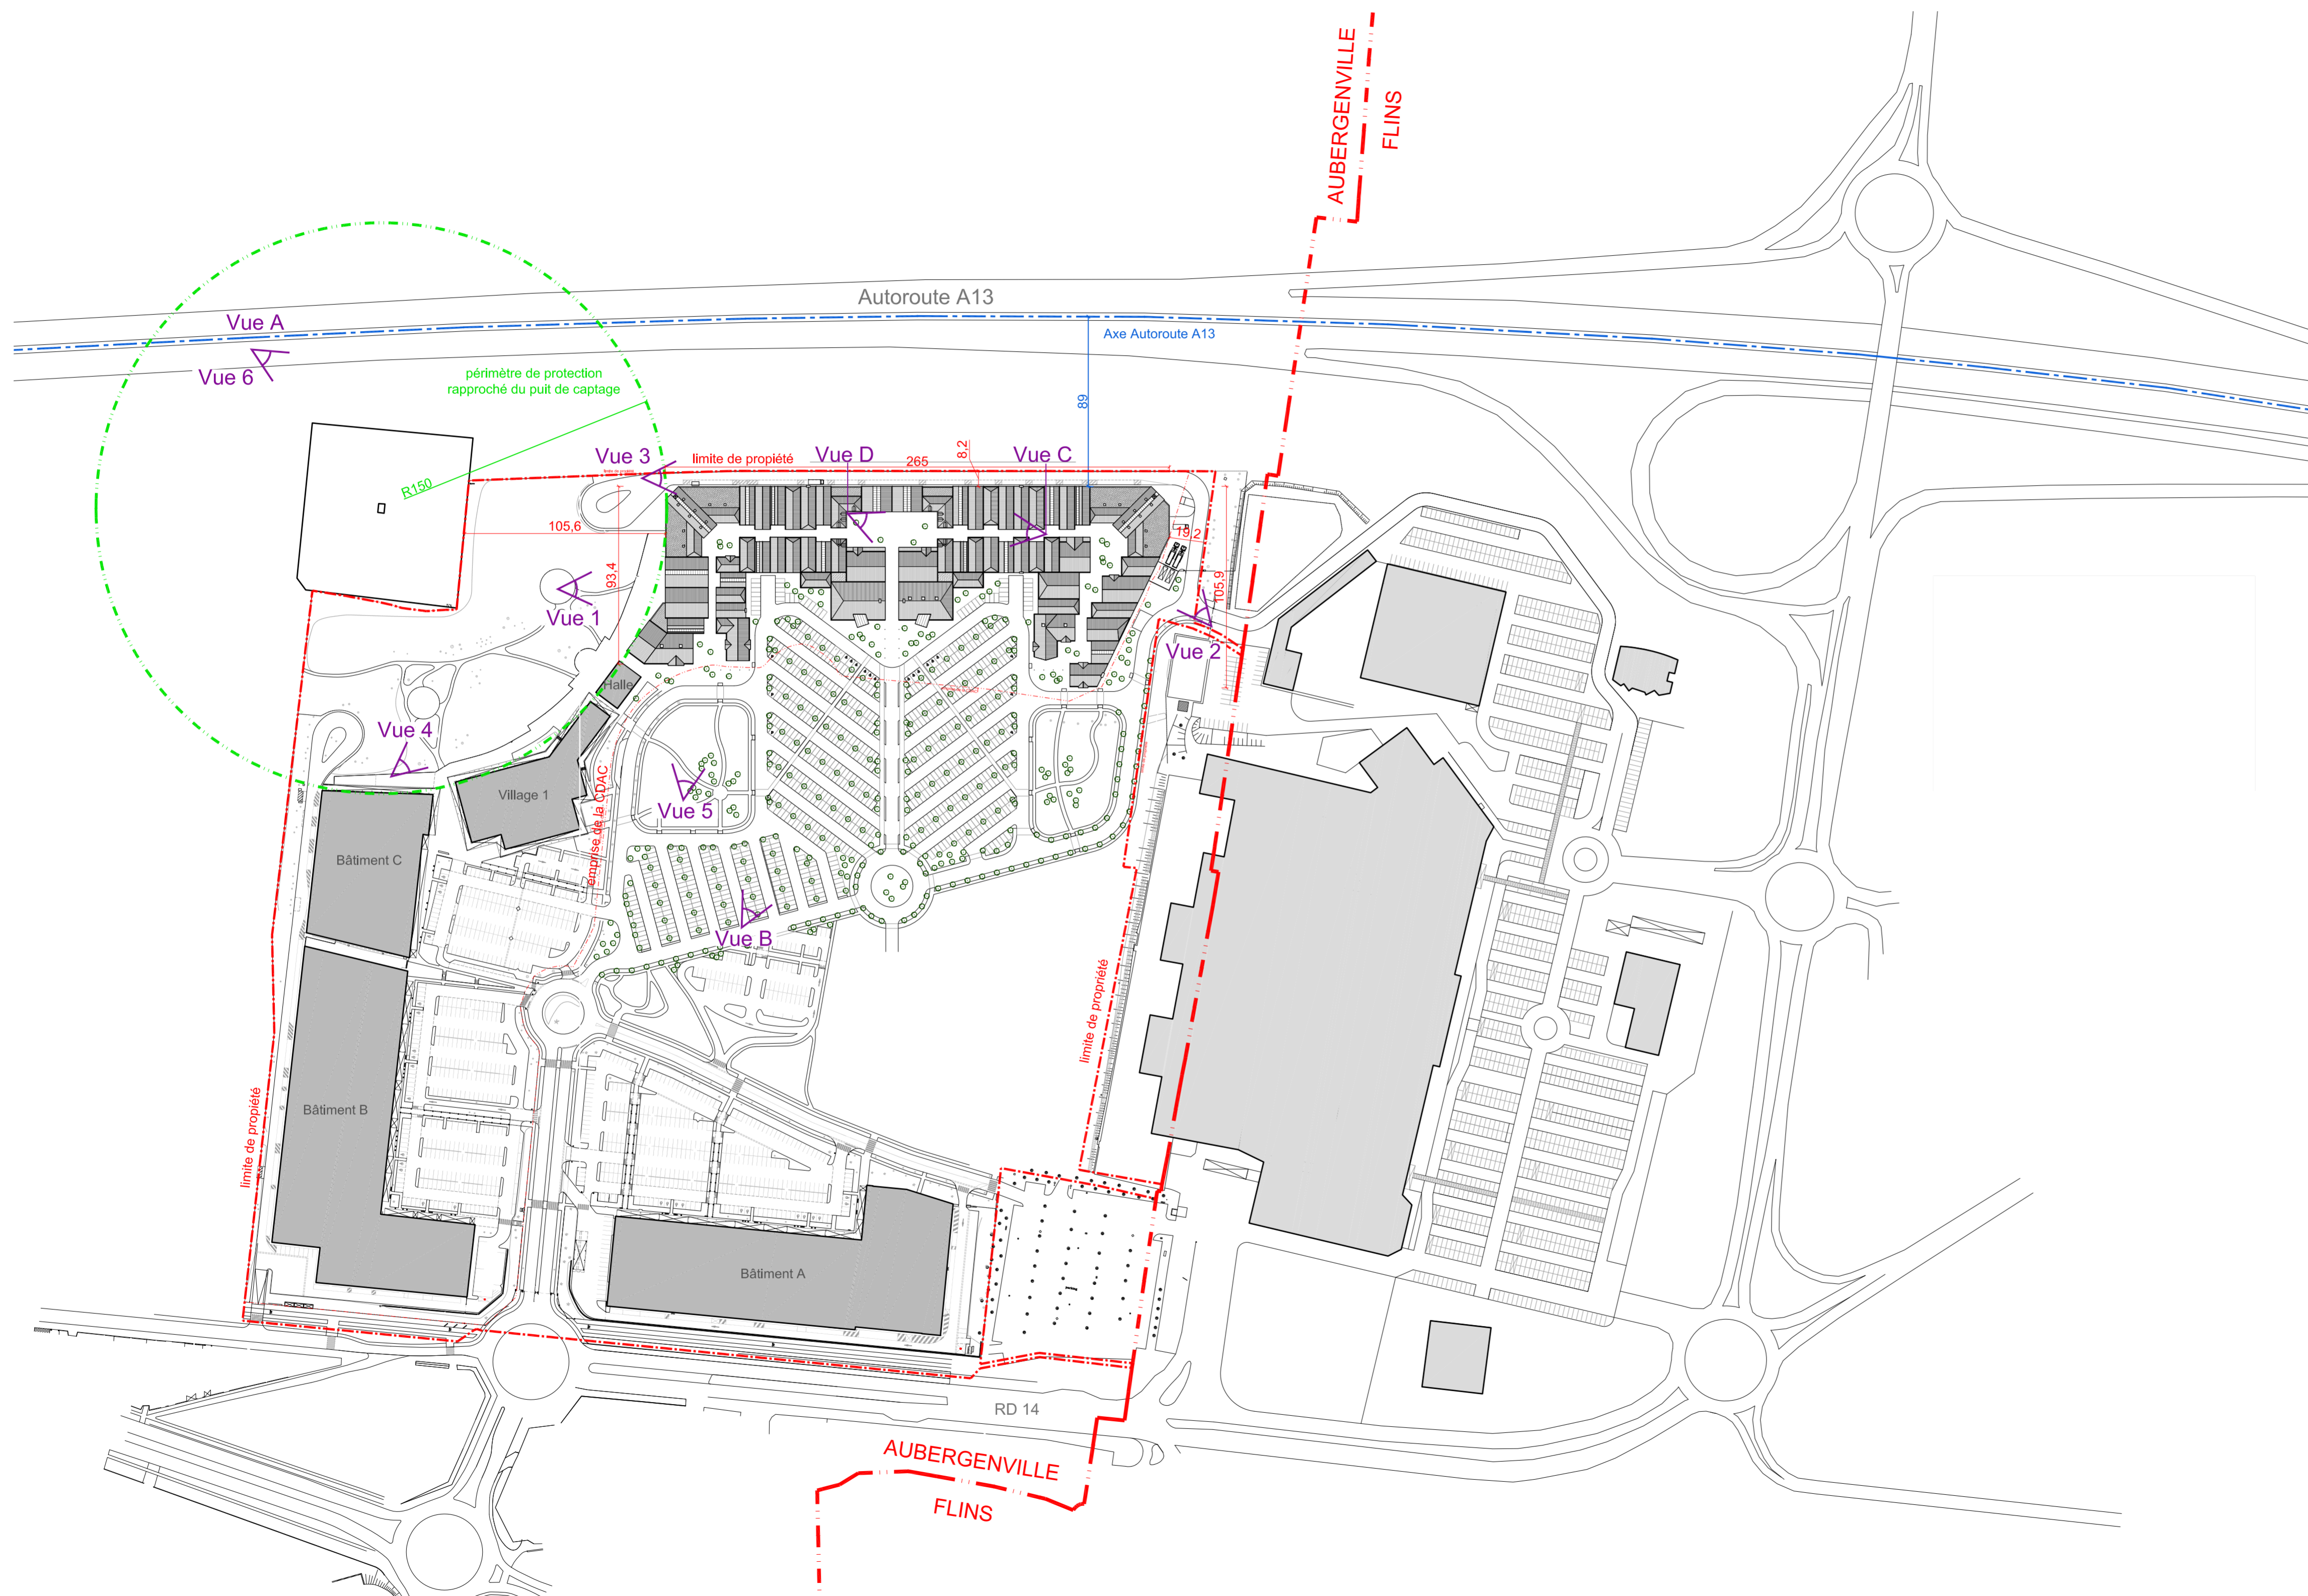 AUBERGENVILLE
FLINS
Autoroute A13
Vue A
Axe Autoroute A13
Vue 6
périmètre de protection
rapproché du puit de captage
89
R150
Vue 3
limite de propiété
Vue D
265
8,2
Vue C
105,6
93,4
19,2
105,9
Vue 1
Vue 2
Halle
Vue 4
Village 1
Vue 5
emprise de la CDAC
Bâtiment C
Vue B
limite de propriété
limite de propiété
Bâtiment B
Bâtiment A
RD 14
AUBERGENVILLE
FLINS